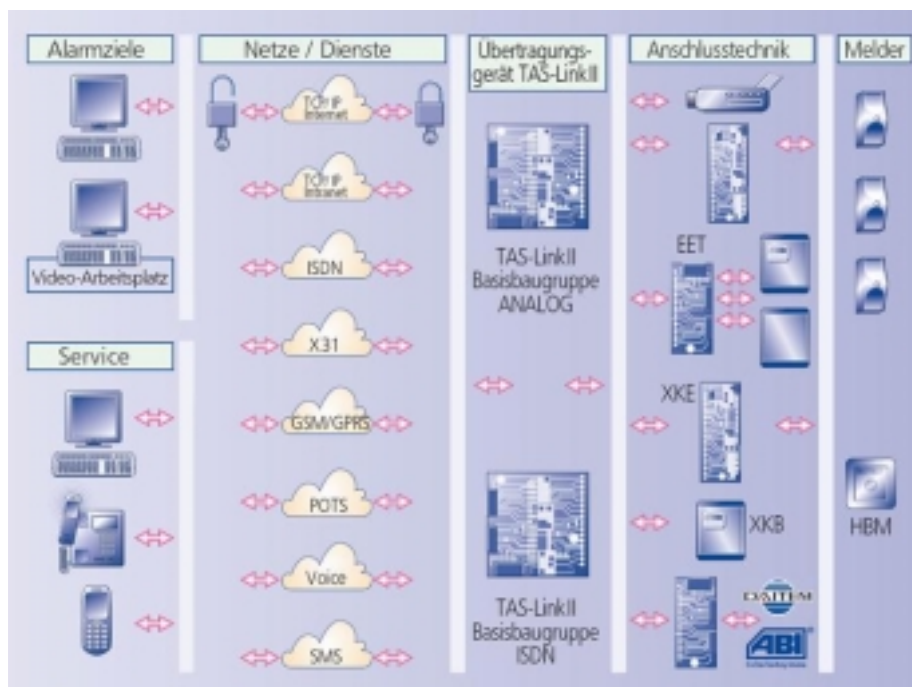 Alarmziele
Video-Arbeitsplatz
Service
Netze / Dienste
TCP/IP
Internet
TCP/IP
Intranet
ISDN
X31
GSM/GPRS
POTS
Voice
SMS
Übertragungs-
gerät TAS-LinkII
TAS-LinkII
Basisbaugruppe
ANALOG
TAS-LinkII
Basisbaugruppe
ISDN
Anschlusstechnik
EET
XKE
XKB
DAITEM
ABI
Melder
HBM